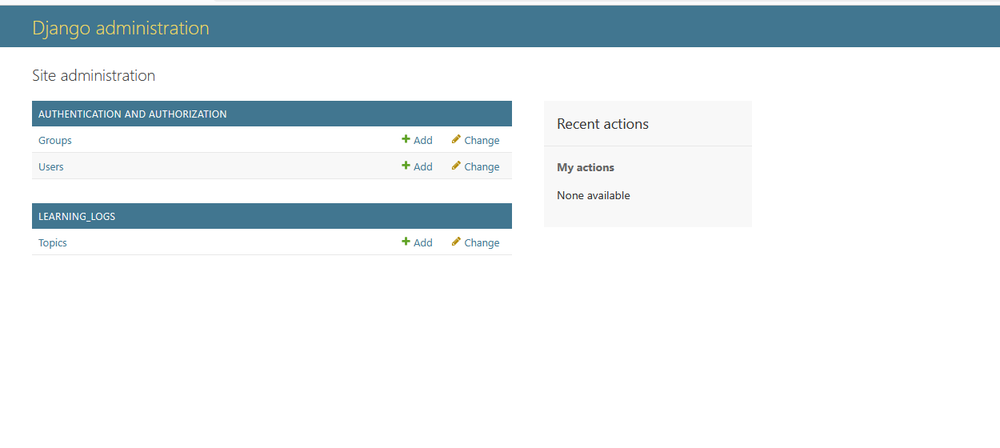 Django administration
Site administration
AUTHENTICATION AND AUTHORIZATION
Groups Add Change
Users Add Change
LEARNING_LOGS
Topics Add Change
Recent actions
My actions
None available